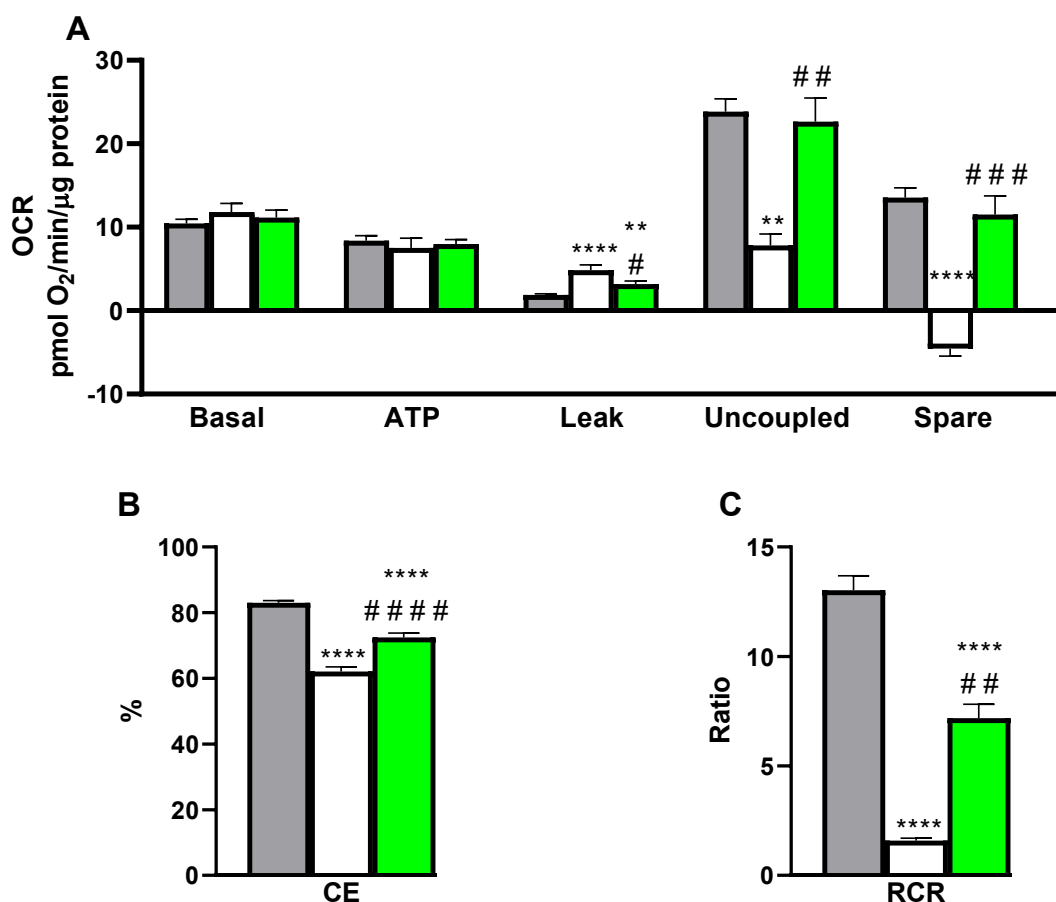 A
OCR
pmol O₂/min/μg protein
30
20
10
0
-10
# #
# # #
**
****
**
#
****
Basal ATP Leak Uncoupled Spare
B
%
100
80
60
40
20
0
****
# # # #
****
CE
C
Ratio
15
10
5
0
****
# #
****
RCR